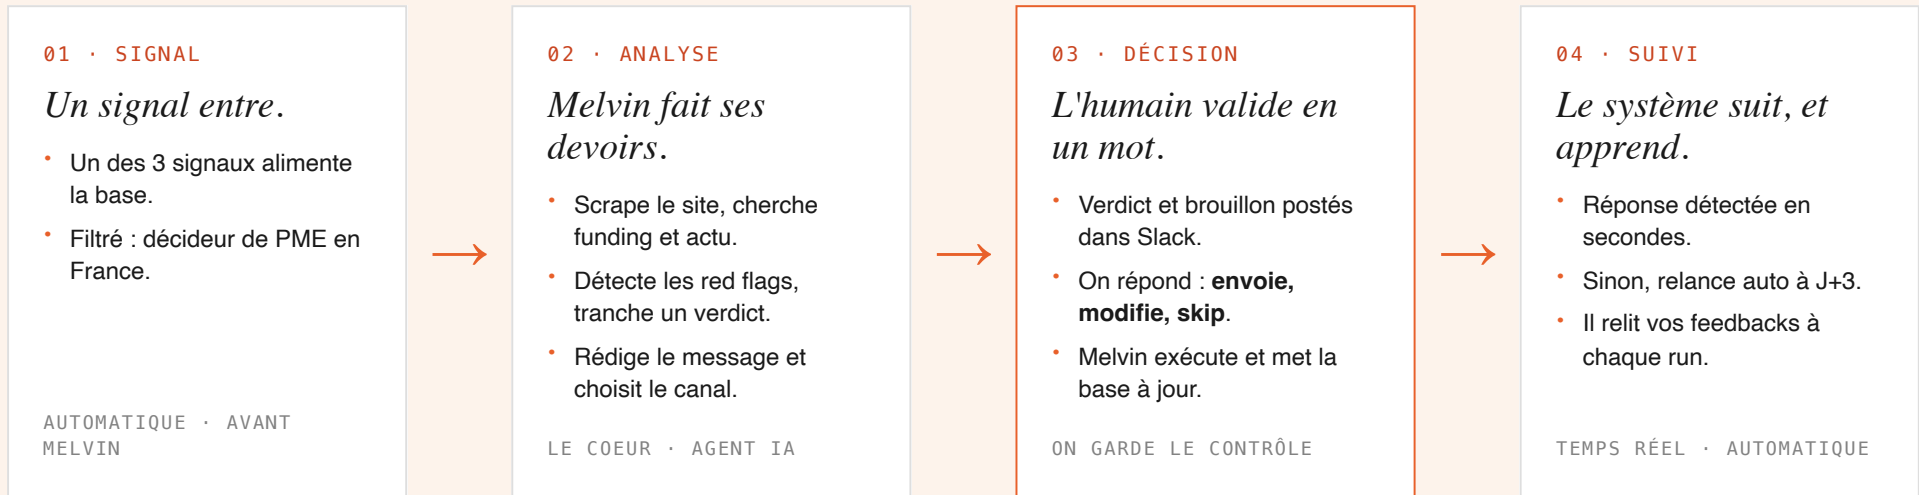 01 · SIGNAL
Un signal entre.
• Un des 3 signaux alimente
la base.
• Filtré : décideur de PME en
France.
AUTOMATIQUE · AVANT
MELVIN
→
02 · ANALYSE
Melvin fait ses
devoirs.
• Scrape le site, cherche
funding et actu.
• Détecte les red flags,
tranche un verdict.
• Rédige le message et
choisit le canal.
LE COEUR · AGENT IA
→
03 · DÉCISION
L'humain valide en
un mot.
• Verdict et brouillon postés
dans Slack.
• On répond : envoie,
modifie, skip.
• Melvin exécute et met la
base à jour.
ON GARDE LE CONTRÔLE
→
04 · SUIVI
Le système suit, et
apprend.
• Réponse détectée en
secondes.
• Sinon, relance auto à J+3.
• Il relit vos feedbacks à
chaque run.
TEMPS RÉEL · AUTOMATIQUE